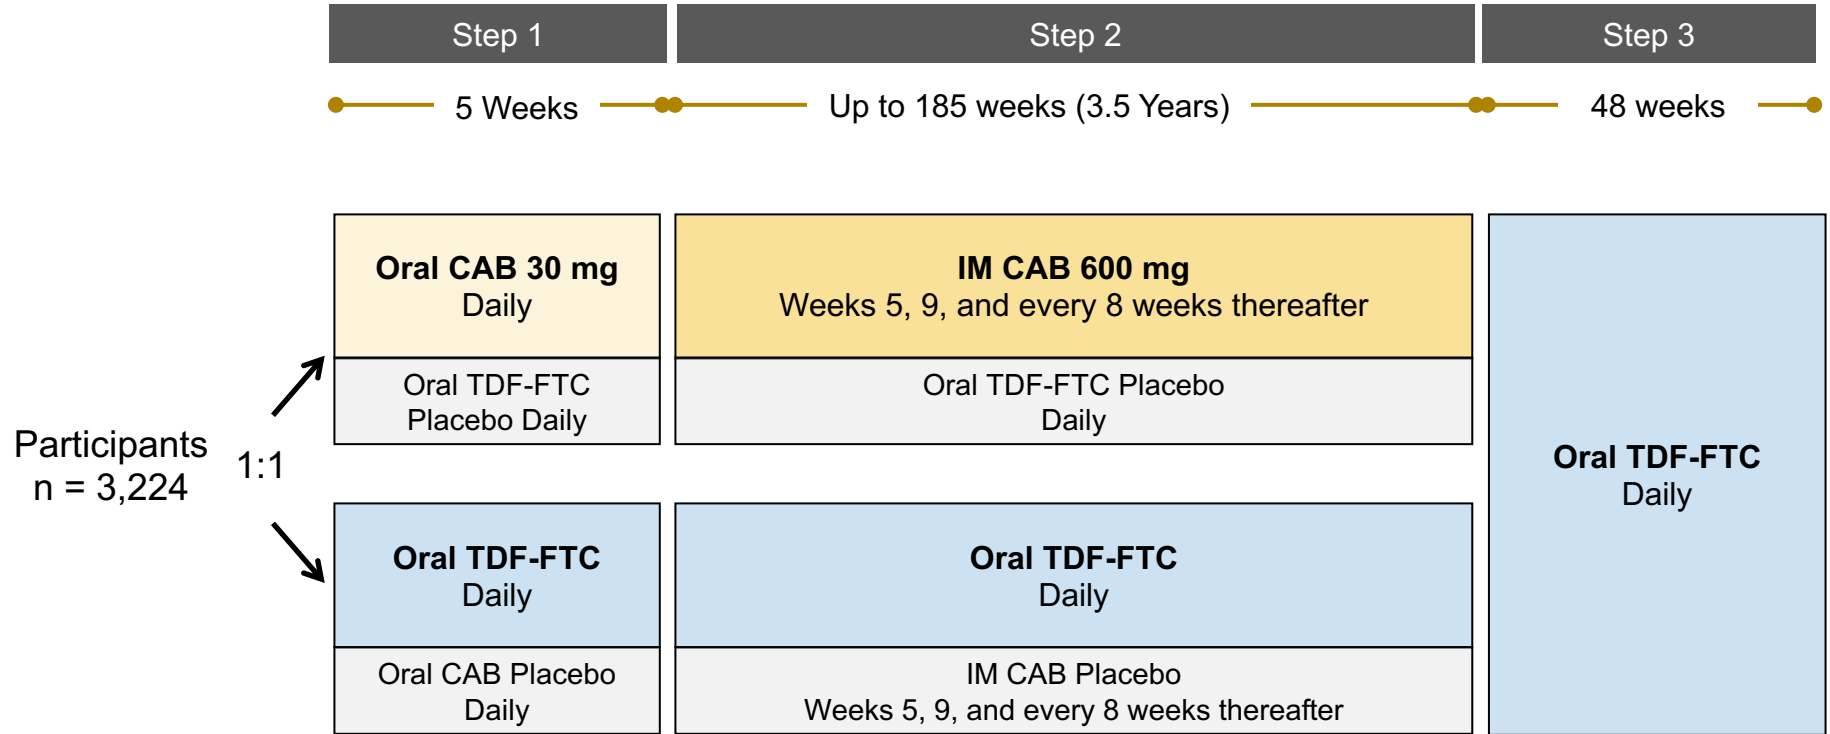 Step 1
Step 2
Step 3
5 Weeks
Up to 185 weeks (3.5 Years)
48 weeks
Participants
n = 3,224
1:1
Oral CAB 30 mg
Daily
Oral TDF-FTC
Placebo Daily
IM CAB 600 mg
Weeks 5, 9, and every 8 weeks thereafter
Oral TDF-FTC Placebo
Daily
Oral TDF-FTC
Daily
Oral CAB Placebo
Daily
Oral TDF-FTC
Daily
IM CAB Placebo
Weeks 5, 9, and every 8 weeks thereafter
Oral TDF-FTC
Daily